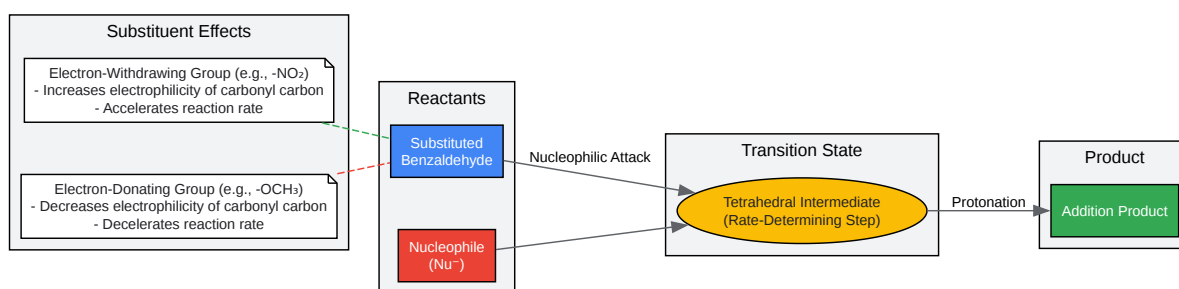 Substituent Effects
Electron-Withdrawing Group (e.g., -NO₂)
- Increases electrophilicity of carbonyl carbon
- Accelerates reaction rate
Electron-Donating Group (e.g., -OCH₃)
- Decreases electrophilicity of carbonyl carbon
- Decelerates reaction rate
Reactants
Substituted
Benzaldehyde
Nucleophile
(Nu⁻)
Nucleophilic Attack
Transition State
Tetrahedral Intermediate
(Rate-Determining Step)
Protonation
Product
Addition Product